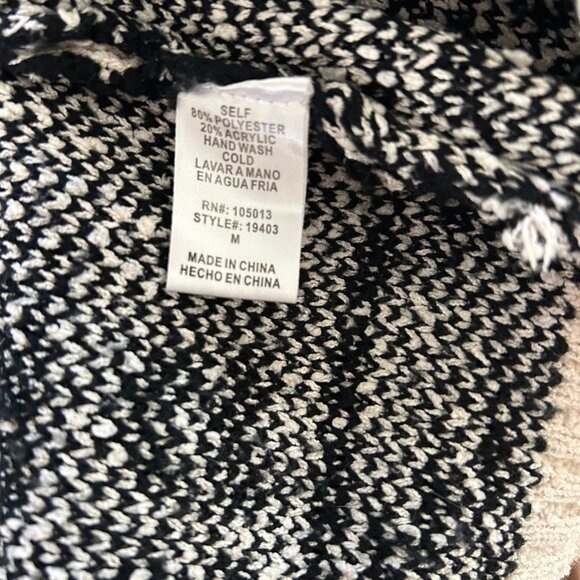 SELF
80% POLYESTER
20% ACRYLIC
HAND WASH
COLD
LAVAR A MANO
EN AGUA FRIA
RN#: 105013
STYLE#: 19403
M
MADE IN CHINA
HECHO EN CHINA